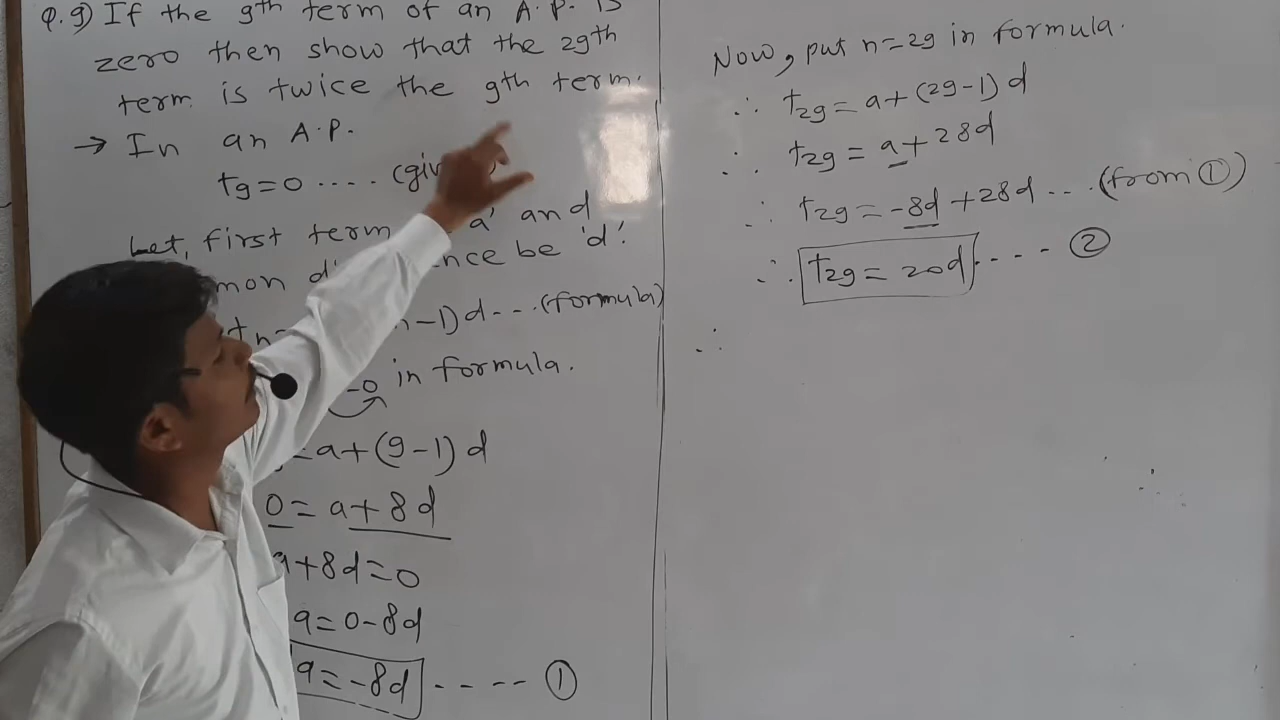 Q.9) If the 9th term of an A.P. is
zero then show that the 29th
term is twice the 9th term.
→ In an A.P.
t9=0 .... (giv
Let, first term 'a' and
mon d nce be 'd'.
tn= n-1)d... (formula)
in formula.
=a+(9-1)d
0=a+8d
a+8d=0
a=0-8d
a=-8d ---- ①
Now, put n=29 in formula.
∴ t29=a+(29-1)d
∴ t29=a+28d
∴ t29=-8d+28d ... (from ①)
∴ t29=20d .... ②
∴